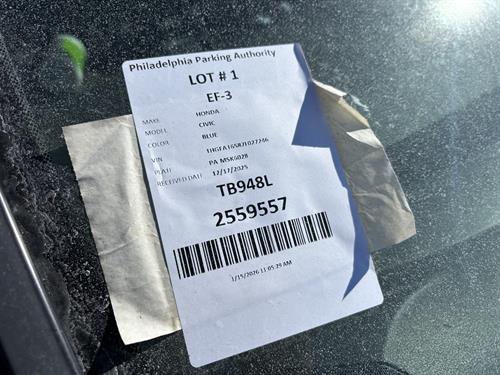 Philadelphia Parking Authority
LOT # 1
EF-3
MAKE HONDA
MODEL CIVIC
COLOR BLUE
VIN 1HGFA16587L027246
PLATE PA MSK6028
RECEIVED DATE 12/17/2025
TB948L
2559557
1/15/2026 11:05:29 AM